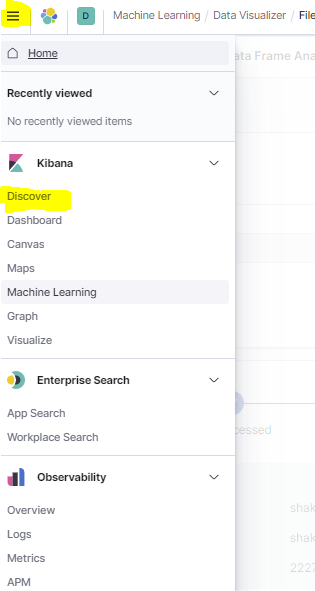 D Machine Learning / Data Visualizer / File
Home
ata Frame Ana
Recently viewed
No recently viewed items
Kibana
Discover
Dashboard
Canvas
Maps
Machine Learning
Graph
Visualize
Enterprise Search
App Search
cessed
Workplace Search
Observability
Overview
shak
Logs
shak
Metrics
2227
APM